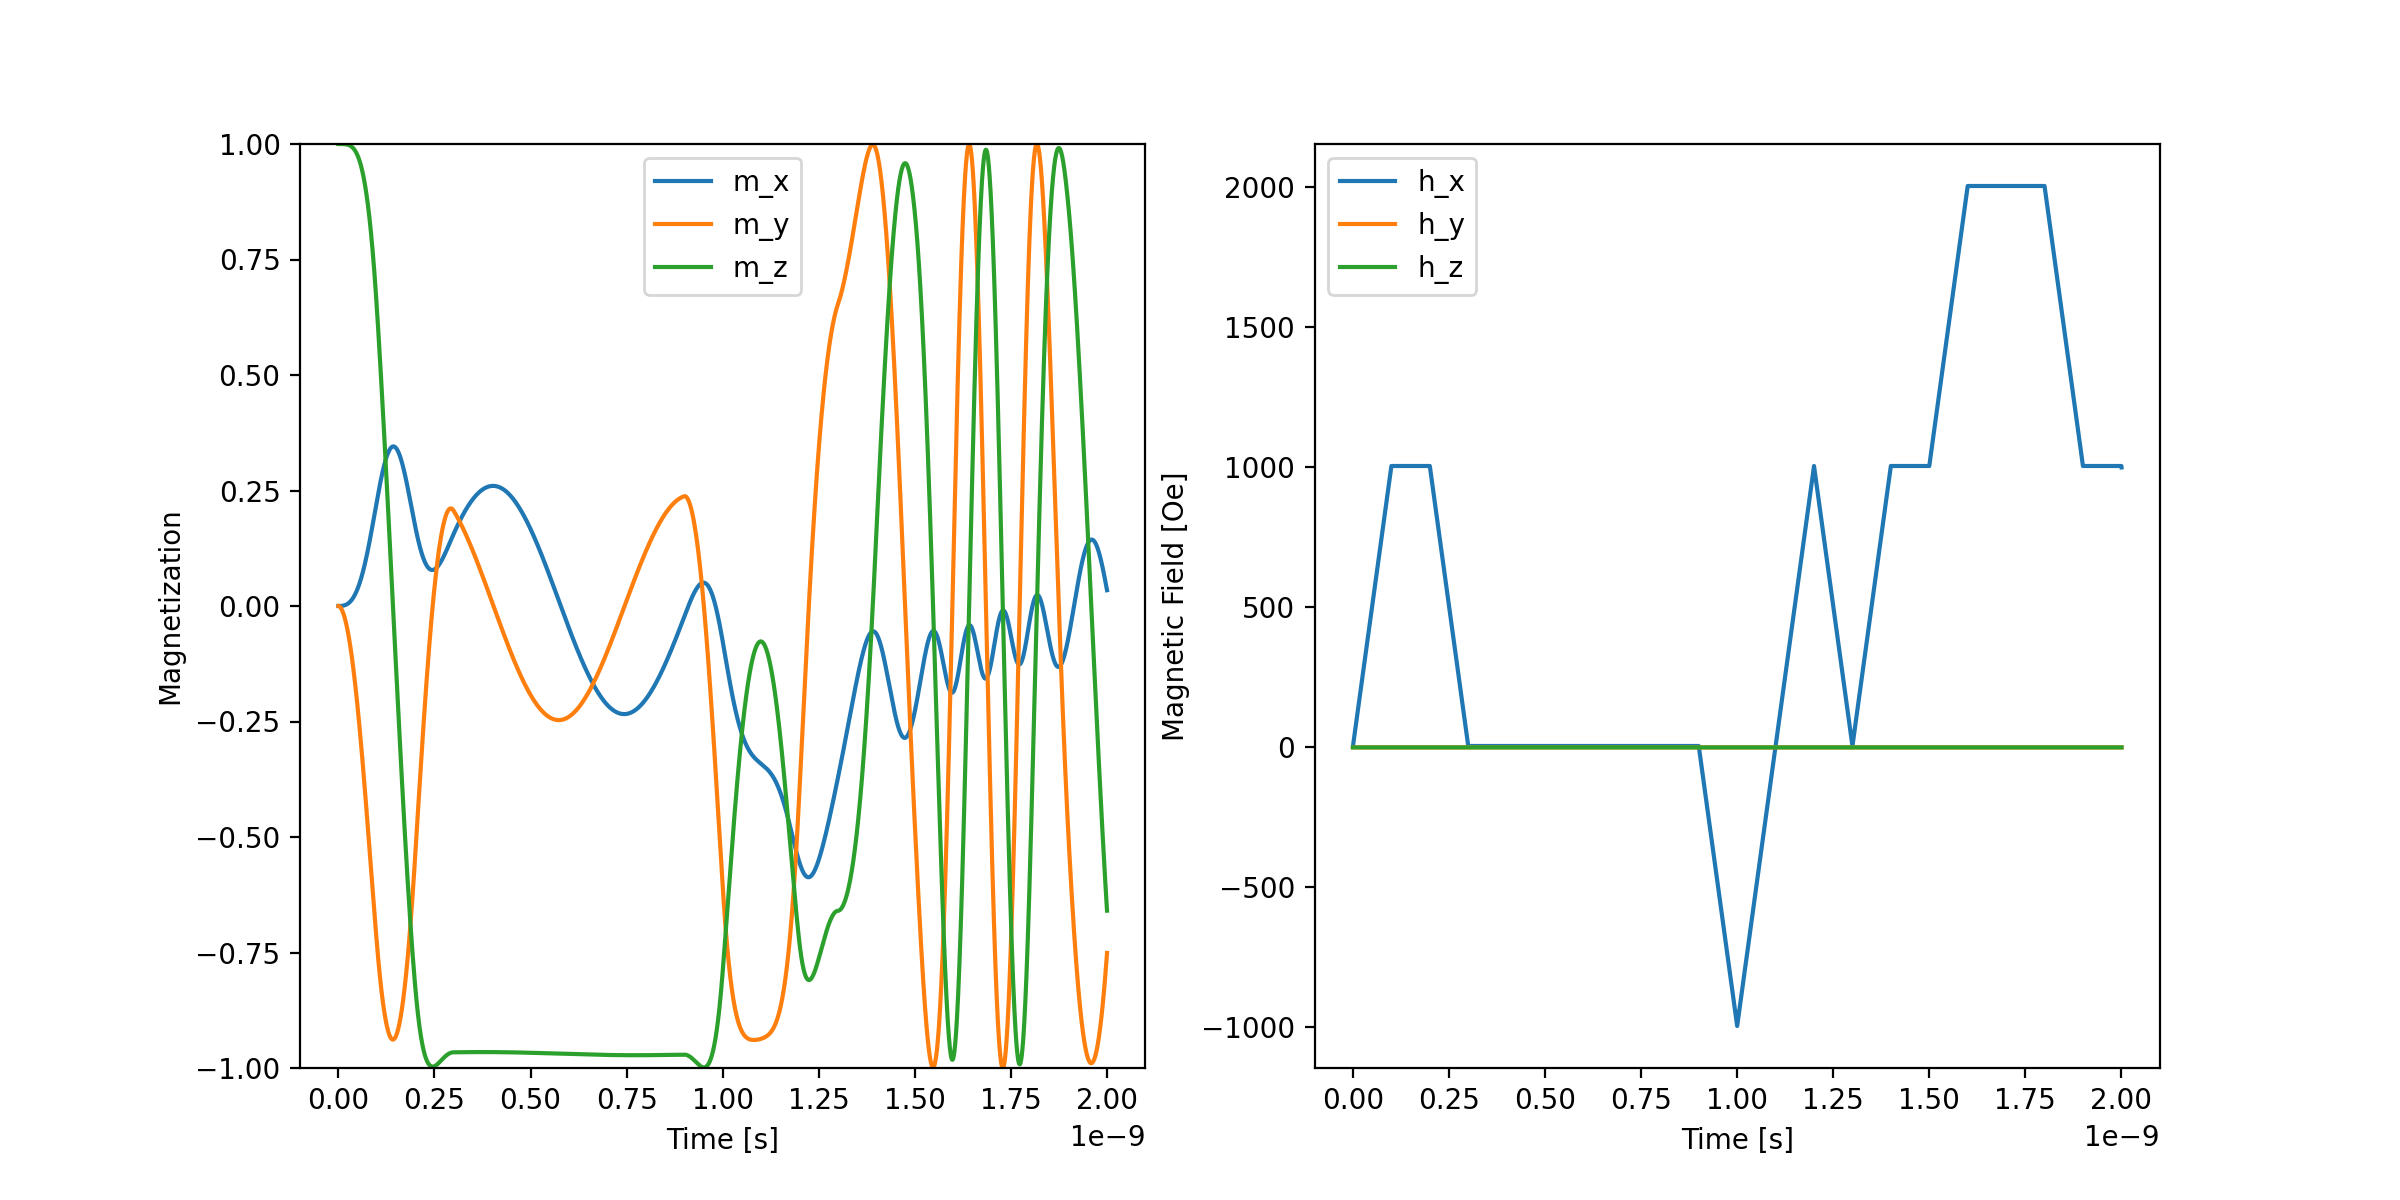 Magnetization
1.00
0.75
0.50
0.25
0.00
−0.25
−0.50
−0.75
−1.00
m_x
m_y
m_z
0.00 0.25 0.50 0.75 1.00 1.25 1.50 1.75 2.00
Time [s]
1e−9
Magnetic Field [Oe]
2000
1500
1000
500
0
−500
−1000
h_x
h_y
h_z
0.00 0.25 0.50 0.75 1.00 1.25 1.50 1.75 2.00
Time [s]
1e−9